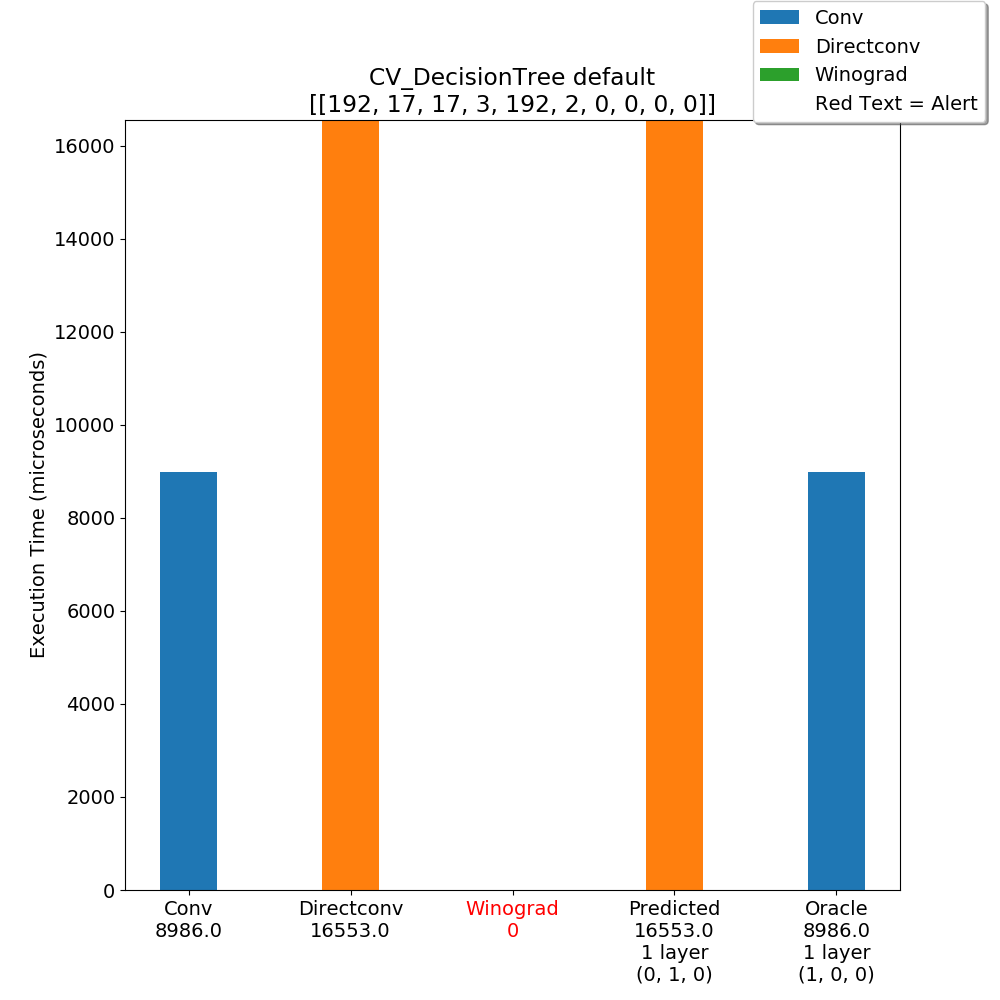 Conv
Directconv
Winograd
Red Text = Alert
CV_DecisionTree default
[[192, 17, 17, 3, 192, 2, 0, 0, 0, 0]]
Execution Time (microseconds)
16000
14000
12000
10000
8000
6000
4000
2000
0
Conv
8986.0
Directconv
16553.0
Winograd
0
Predicted
16553.0
1 layer
(0, 1, 0)
Oracle
8986.0
1 layer
(1, 0, 0)